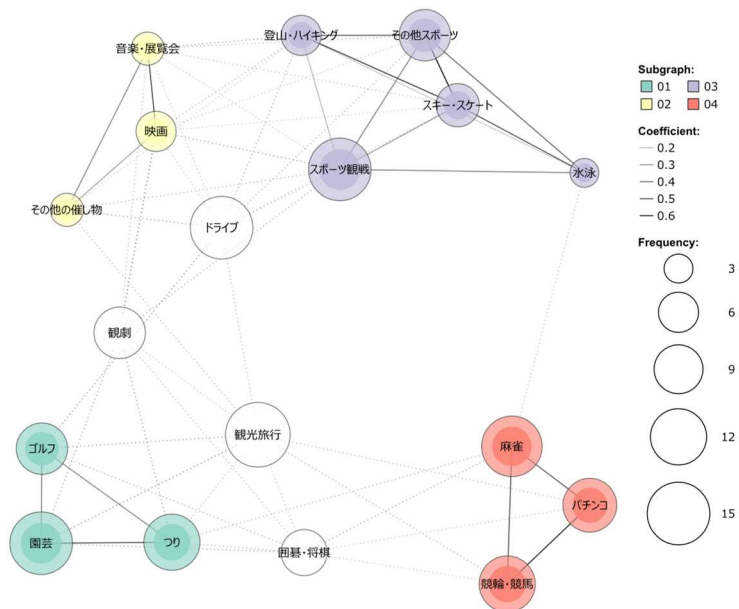 登山・ハイキング
その他スポーツ
音楽・展覧会
スキー・スケート
映画
スポーツ観戦
水泳
その他の催し物
ドライブ
観劇
観光旅行
ゴルフ
麻雀
パチンコ
園芸
つり
囲碁・将棋
競輪・競馬
Subgraph:
01 03
02 04
Coefficient:
0.2
0.3
0.4
0.5
0.6
Frequency:
3
6
9
12
15